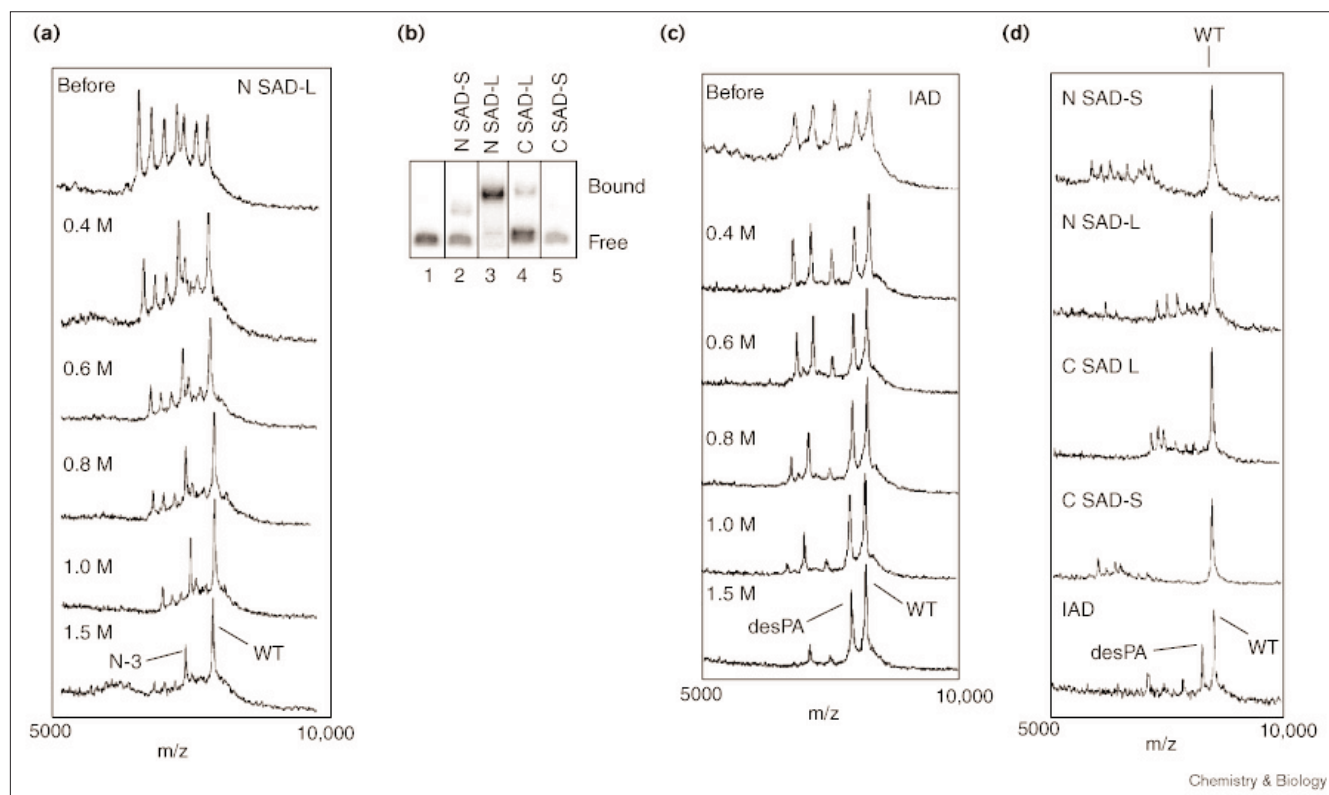 (a)
Before
N SAD-L
0.4 M
0.6 M
0.8 M
1.0 M
1.5 M
N-3
WT
5000
10,000
m/z
(b)
N SAD-S
N SAD-L
C SAD-L
C SAD-S
Bound
Free
1 2 3 4 5
(c)
Before
IAD
0.4 M
0.6 M
0.8 M
1.0 M
1.5 M
desPA
WT
5000
10,000
m/z
(d)
WT
N SAD-S
N SAD-L
C SAD L
C SAD-S
IAD
desPA
WT
5000
10,000
m/z
Chemistry & Biology